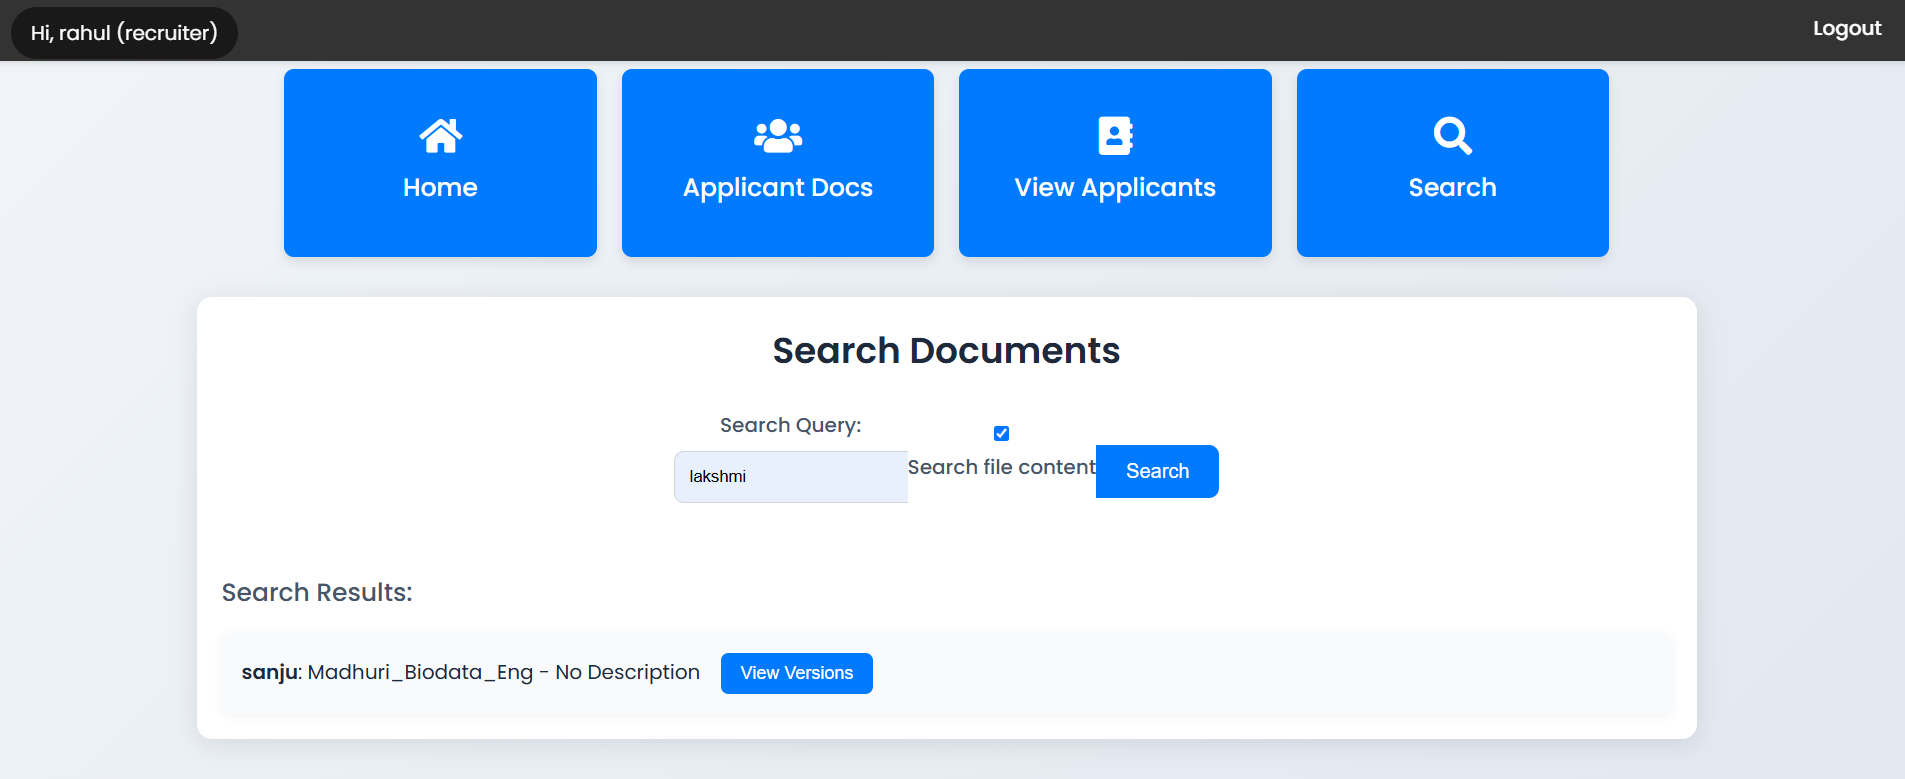 Hi, rahul (recruiter)
Logout
Home
Applicant Docs
View Applicants
Search
Search Documents
Search Query:
lakshmi
Search file content
Search
Search Results:
sanju: Madhuri_Biodata_Eng - No Description
View Versions